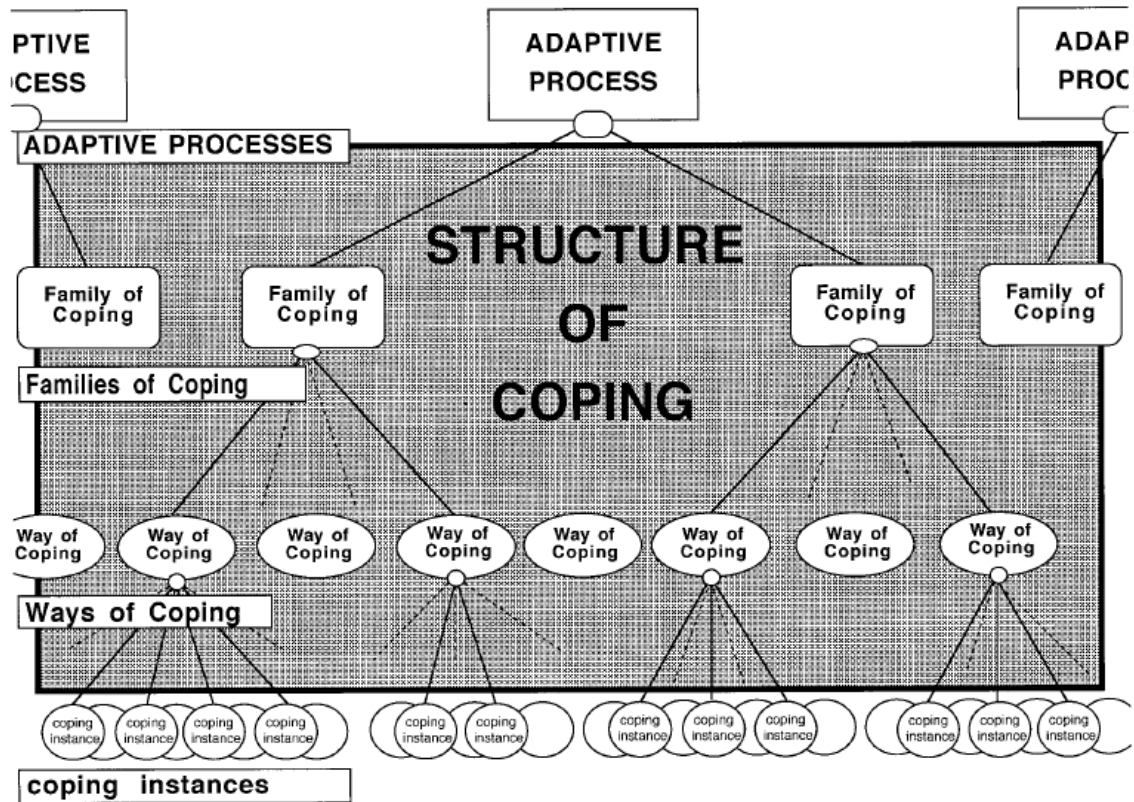 PTIVE
OCESS
ADAPTIVE
PROCESS
ADAP
PROC
ADAPTIVE PROCESSES
STRUCTURE
OF
COPING
Family of
Coping
Family of
Coping
Family of
Coping
Family of
Coping
Families of Coping
Way of
Coping
Way of
Coping
Way of
Coping
Way of
Coping
Way of
Coping
Way of
Coping
Way of
Coping
Way of
Coping
Ways of Coping
coping
instance
coping
instance
coping
instance
coping
instance
coping
instance
coping
instance
coping
instance
coping
instance
coping
instance
coping
instance
coping
instance
coping
instance
coping instances